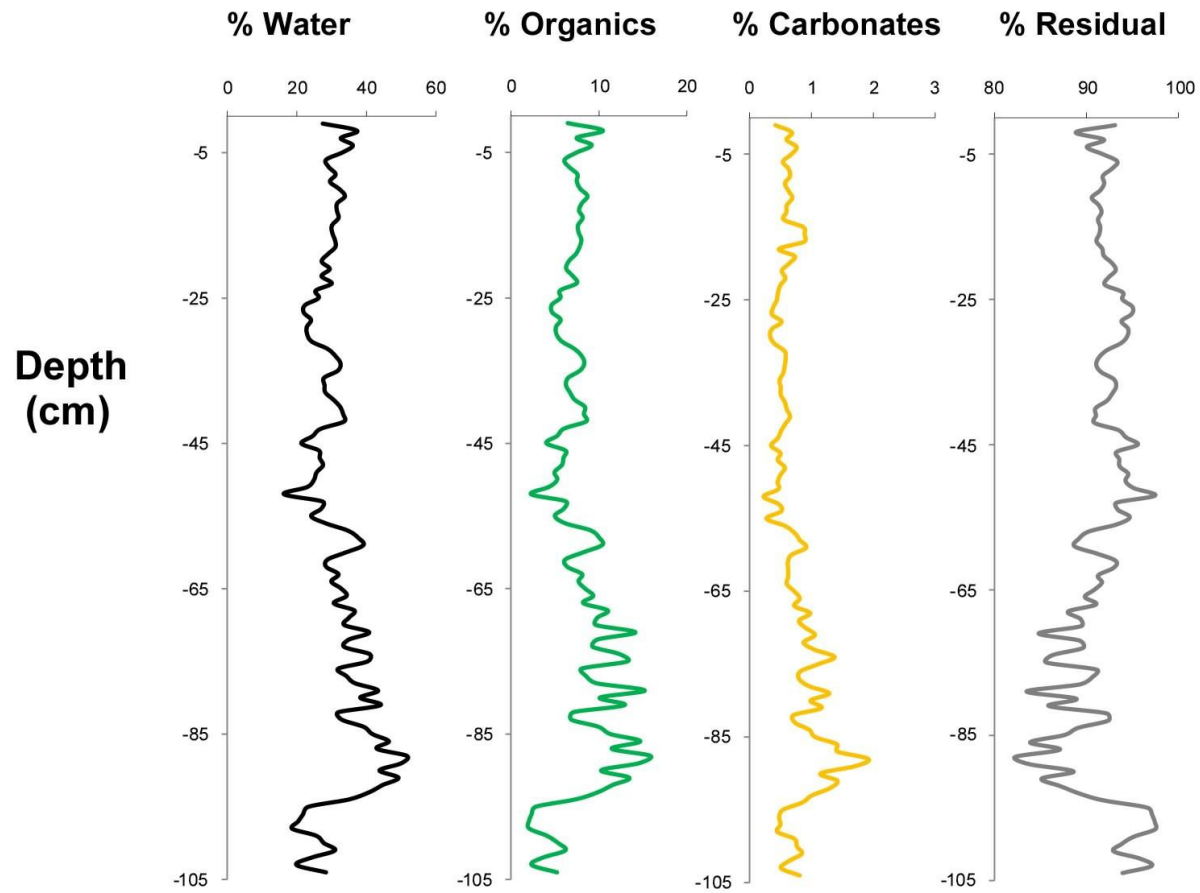 % Water % Organics % Carbonates % Residual
0 20 40 60 0 10 20 0 1 2 3 80 90 100
-5 -5 -5 -5
-25 -25 -25 -25
Depth
(cm)
-45 -45 -45 -45
-65 -65 -65 -65
-85 -85 -85 -85
-105 -105 -105 -105